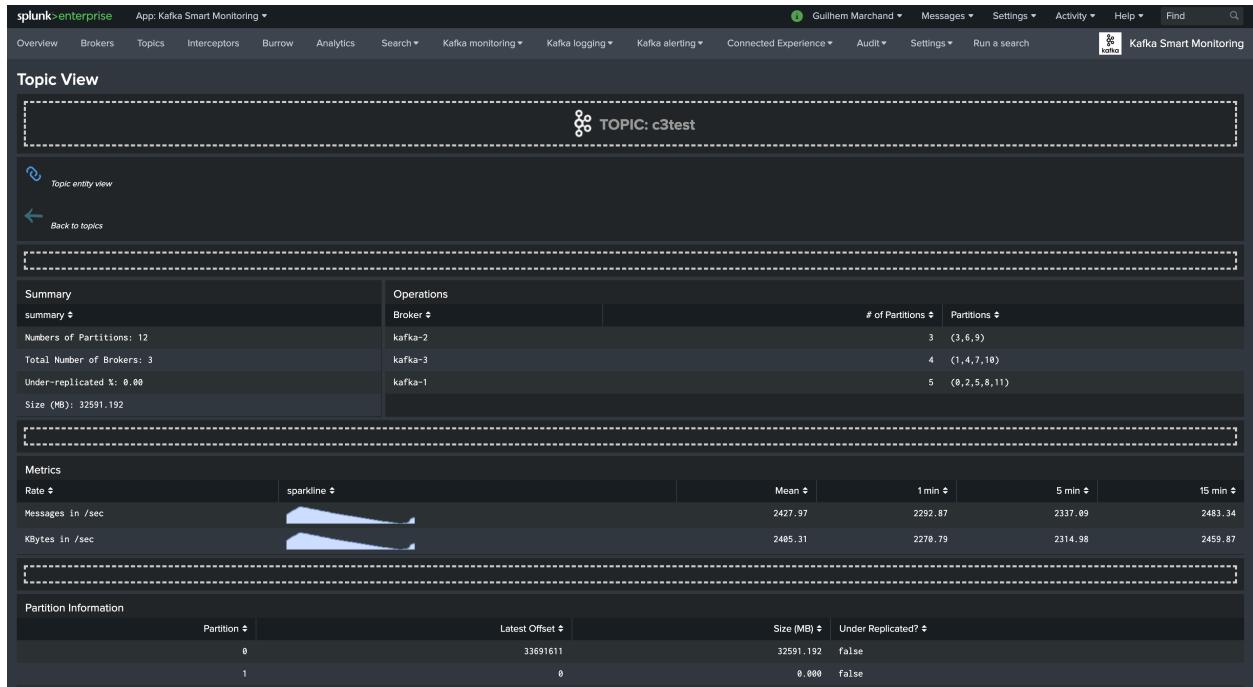 splunk>enterprise App: Kafka Smart Monitoring i Guilhem Marchand Messages Settings Activity Help Find
Overview Brokers Topics Interceptors Burrow Analytics Search Kafka monitoring Kafka logging Kafka alerting Connected Experience Audit Settings Run a search kafka Kafka Smart Monitoring
Topic View
TOPIC: c3test
Topic entity view
Back to topics
Summary Operations
summary Broker # of Partitions Partitions
Numbers of Partitions: 12 kafka-2 3 (3,6,9)
Total Number of Brokers: 3 kafka-3 4 (1,4,7,10)
Under-replicated %: 0.00 kafka-1 5 (0,2,5,8,11)
Size (MB): 32591.192
Metrics
Rate sparkline Mean 1 min 5 min 15 min
Messages in /sec 2427.97 2292.87 2337.09 2483.34
KBytes in /sec 2405.31 2270.79 2314.98 2459.87
Partition Information
Partition Latest Offset Size (MB) Under Replicated?
0 33691611 32591.192 false
1 0 0.000 false